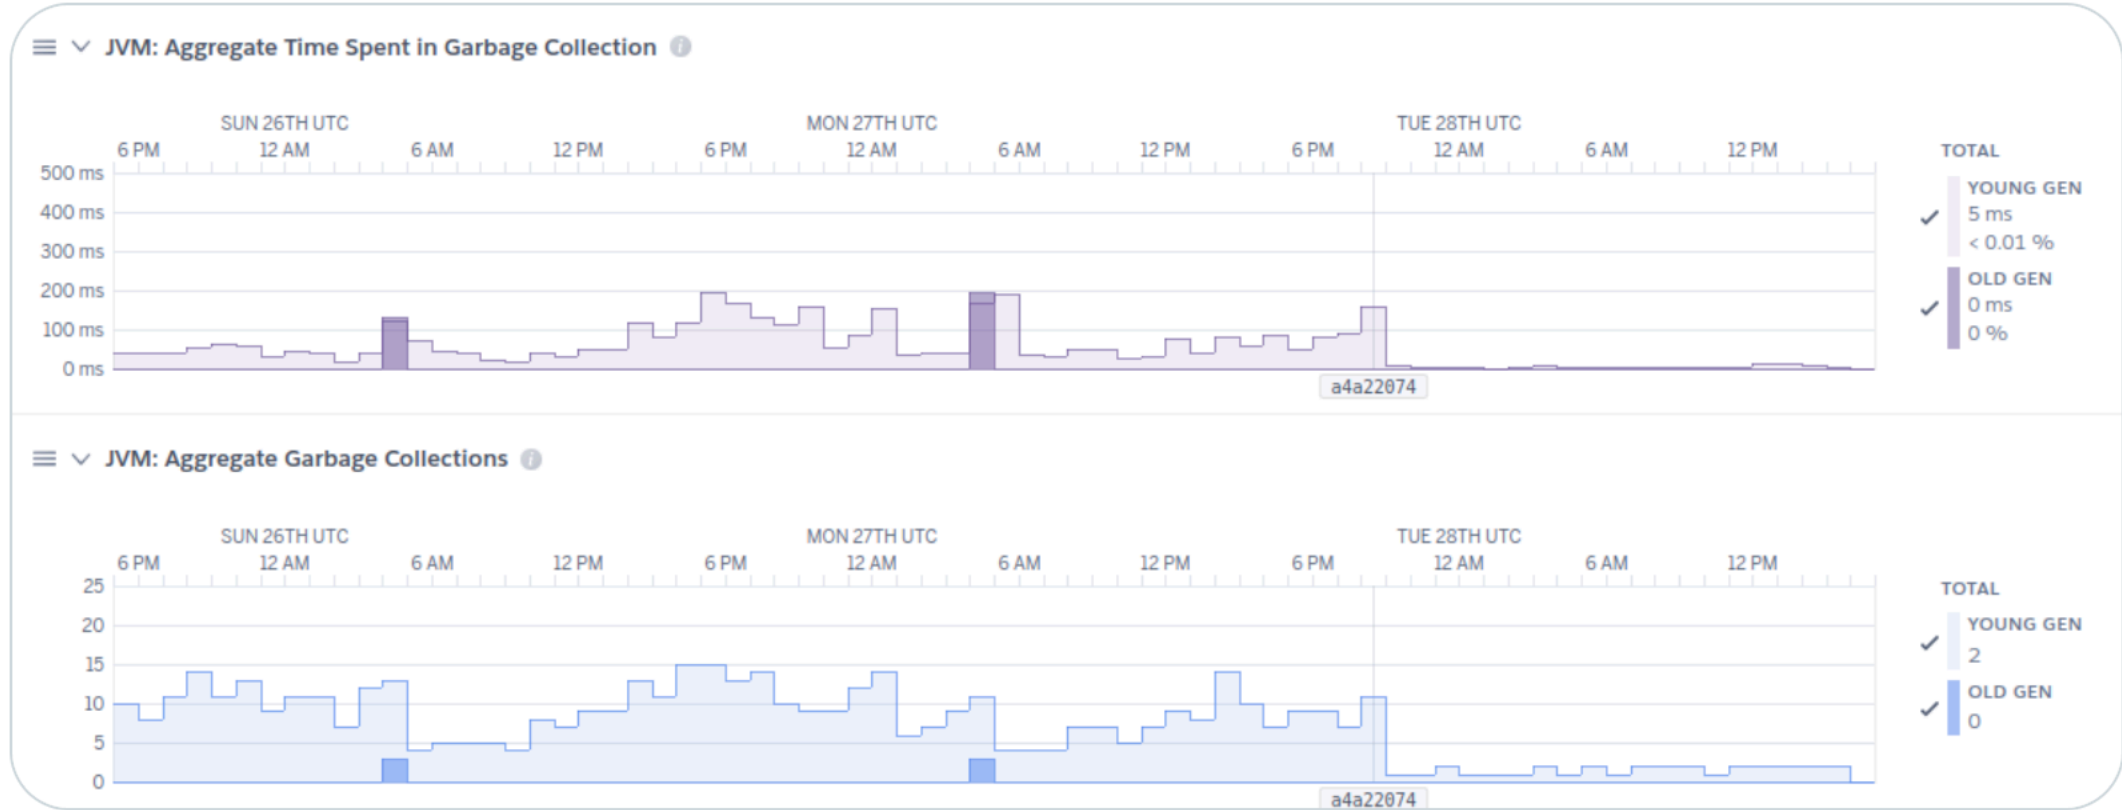 JVM: Aggregate Time Spent in Garbage Collection
SUN 26TH UTC MON 27TH UTC TUE 28TH UTC
6 PM 12 AM 6 AM 12 PM 6 PM 12 AM 6 AM 12 PM 6 PM 12 AM 6 AM 12 PM
500 ms
400 ms
300 ms
200 ms
100 ms
0 ms
a4a22074
TOTAL
YOUNG GEN
5 ms
< 0.01 %
OLD GEN
0 ms
0 %
JVM: Aggregate Garbage Collections
SUN 26TH UTC MON 27TH UTC TUE 28TH UTC
6 PM 12 AM 6 AM 12 PM 6 PM 12 AM 6 AM 12 PM 6 PM 12 AM 6 AM 12 PM
25
20
15
10
5
0
a4a22074
TOTAL
YOUNG GEN
2
OLD GEN
0